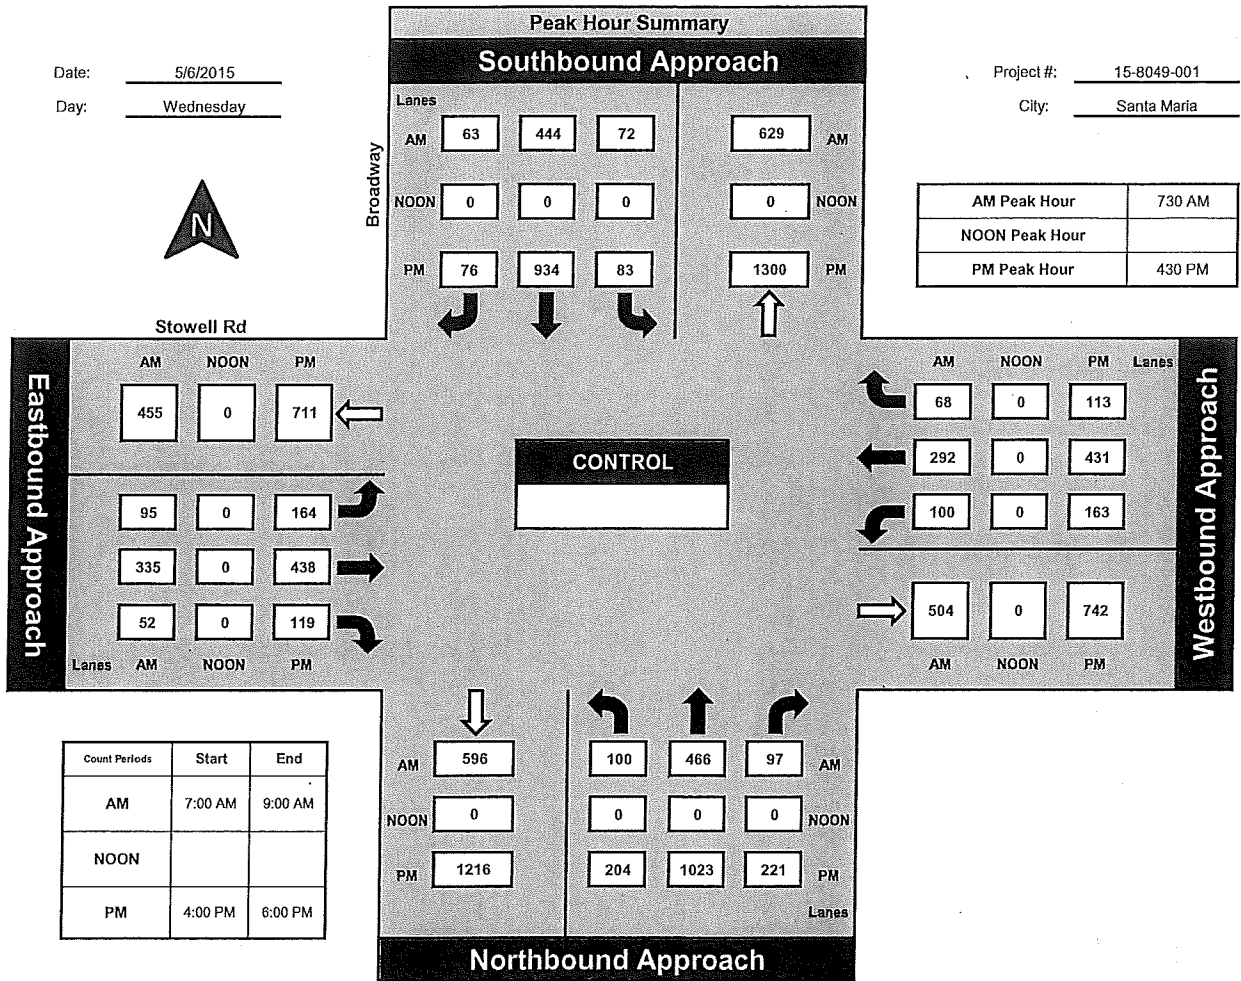 Peak Hour Summary
Southbound Approach
Date: 5/6/2015
Day: Wednesday
Project #: 15-8049-001
City: Santa Maria
Broadway
Lanes
AM 63 444 72 629 AM
NOON 0 0 0 0 NOON
PM 76 934 83 1300 PM
N
AM Peak Hour 730 AM
NOON Peak Hour
PM Peak Hour 430 PM
Stowell Rd
Eastbound Approach
AM NOON PM
455 0 711
95 0 164
335 0 438
52 0 119
Lanes AM NOON PM
CONTROL
AM NOON PM Lanes
68 0 113
292 0 431
100 0 163
504 0 742
AM NOON PM
Westbound Approach
AM 596 100 466 97 AM
NOON 0 0 0 0 NOON
PM 1216 204 1023 221 PM
Lanes
Northbound Approach
Count Periods Start End
AM 7:00 AM 9:00 AM
NOON
PM 4:00 PM 6:00 PM